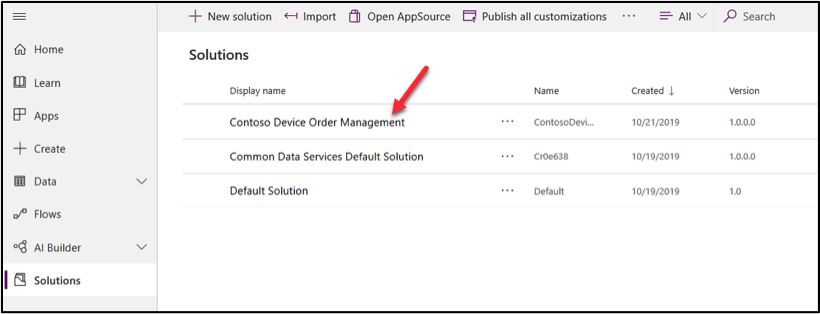 + New solution Import Open AppSource Publish all customizations ... All Search
Home
Learn
Apps
Create
Data
Flows
AI Builder
Solutions
Solutions
Display name Name Created ↓ Version
Contoso Device Order Management ... ContosoDevi... 10/21/2019 1.0.0.0
Common Data Services Default Solution ... Cr0e638 10/19/2019 1.0.0.0
Default Solution ... Default 10/19/2019 1.0